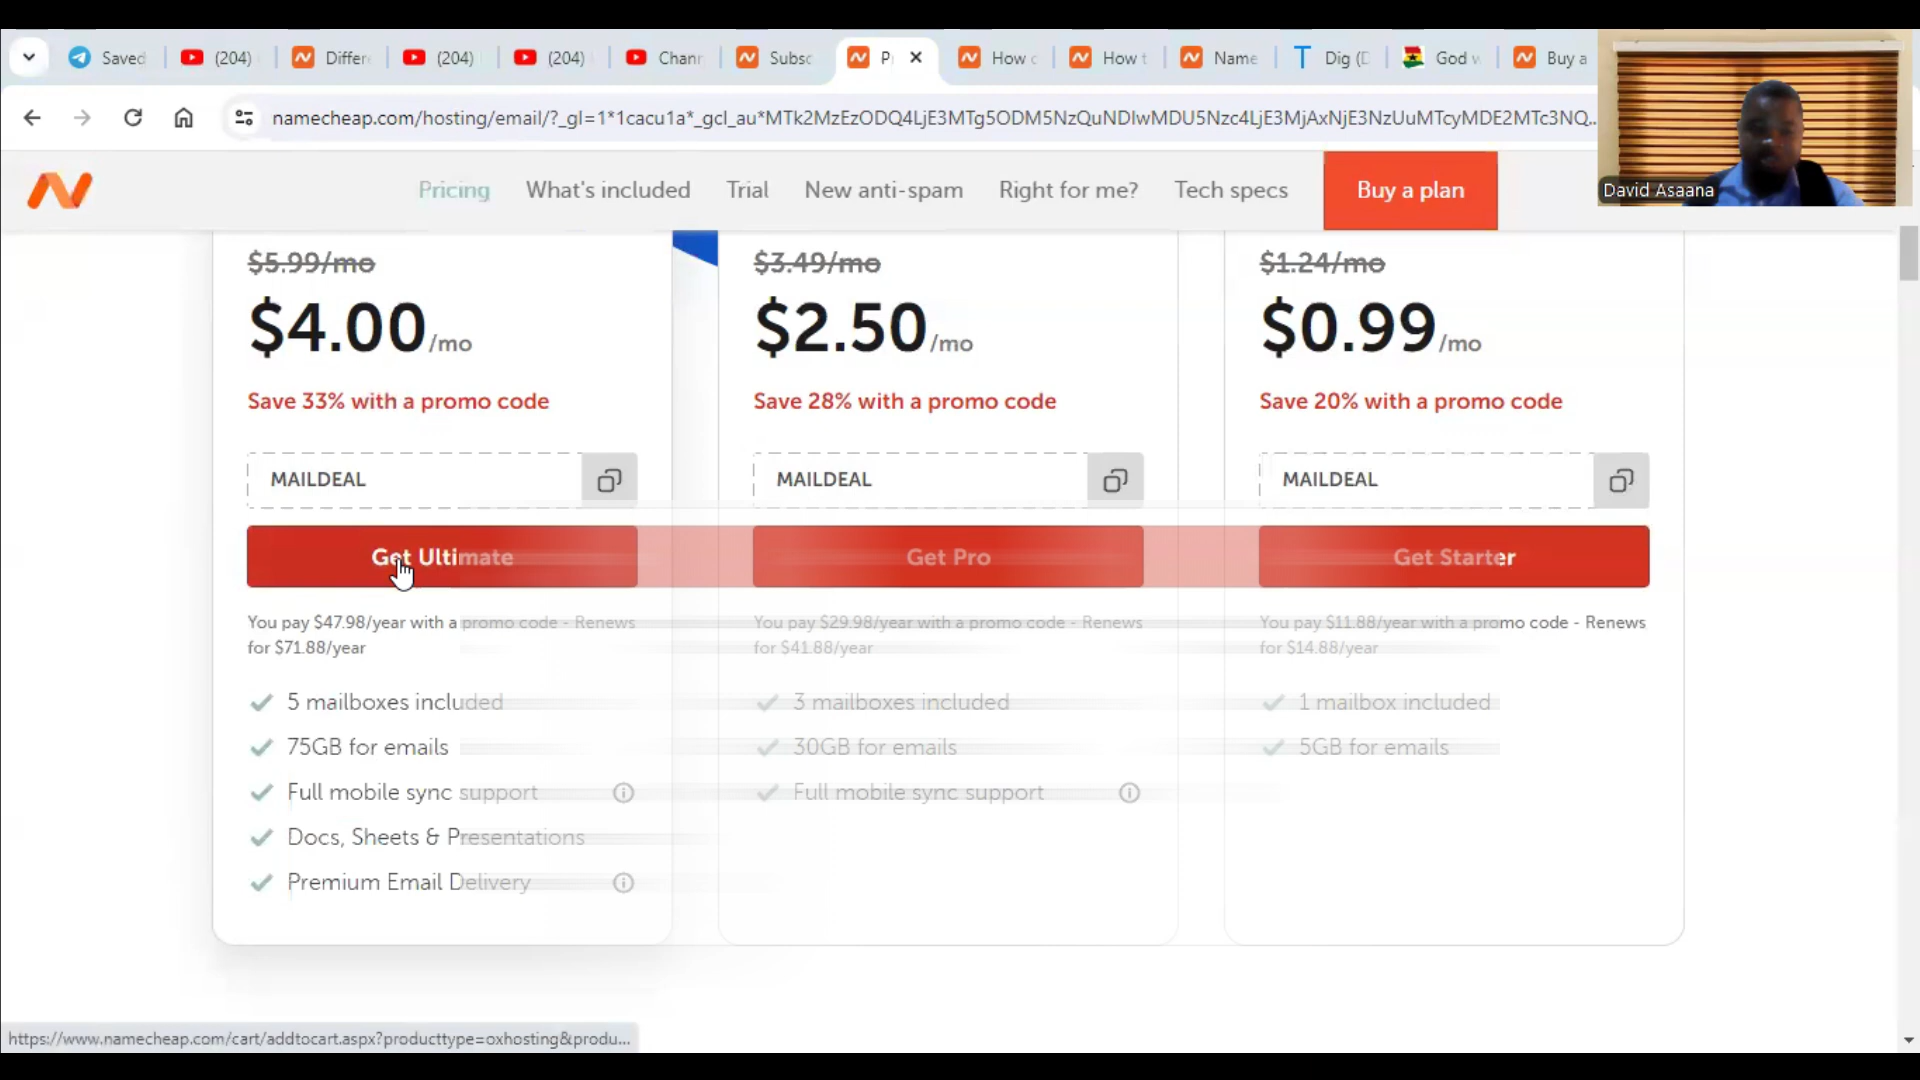 Saved
(204)
Differ
(204)
(204)
Chann
Subsc
P
How
How t
Name
Dig (D
God w
Buy a
namecheap.com/hosting/email/?_gl=1*1cacu1a*_gcl_au*MTk2MzEzODQ4LjE3MTg5ODM5NzQuNDIwMDU5Nzc4LjE3MjAxNjE3NzUuMTcyMDE2MTc3NQ...
David Asaana
Pricing
What's included
Trial
New anti-spam
Right for me?
Tech specs
Buy a plan
$5.99/mo
$4.00/mo
Save 33% with a promo code
MAILDEAL
Get Ultimate
You pay $47.98/year with a promo code - Renews
for $71.88/year
5 mailboxes included
75GB for emails
Full mobile sync support
Docs, Sheets & Presentations
Premium Email Delivery
$3.49/mo
$2.50/mo
Save 28% with a promo code
MAILDEAL
Get Pro
You pay $29.98/year with a promo code - Renews
for $41.88/year
3 mailboxes included
30GB for emails
Full mobile sync support
$1.24/mo
$0.99/mo
Save 20% with a promo code
MAILDEAL
Get Starter
You pay $11.88/year with a promo code - Renews
for $14.88/year
1 mailbox included
5GB for emails
https://www.namecheap.com/cart/addtocart.aspx?producttype=oxhosting&produ...